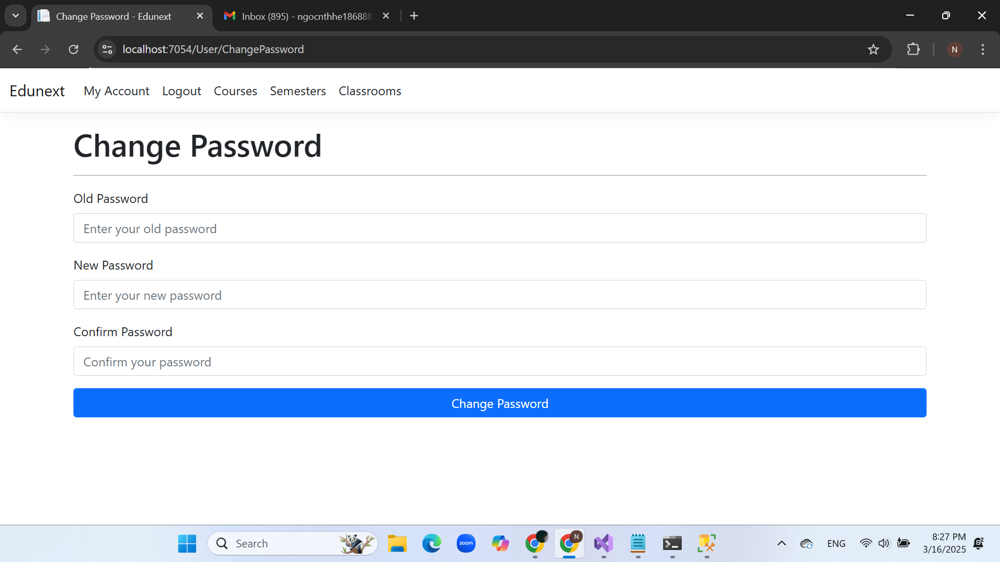 Change Password - Edunext
Inbox (895) - ngocnthhe186888
localhost:7054/User/ChangePassword
N
Edunext My Account Logout Courses Semesters Classrooms
Change Password
Old Password
Enter your old password
New Password
Enter your new password
Confirm Password
Confirm your password
Change Password
Search
zoom
N
ENG
8:27 PM
3/16/2025